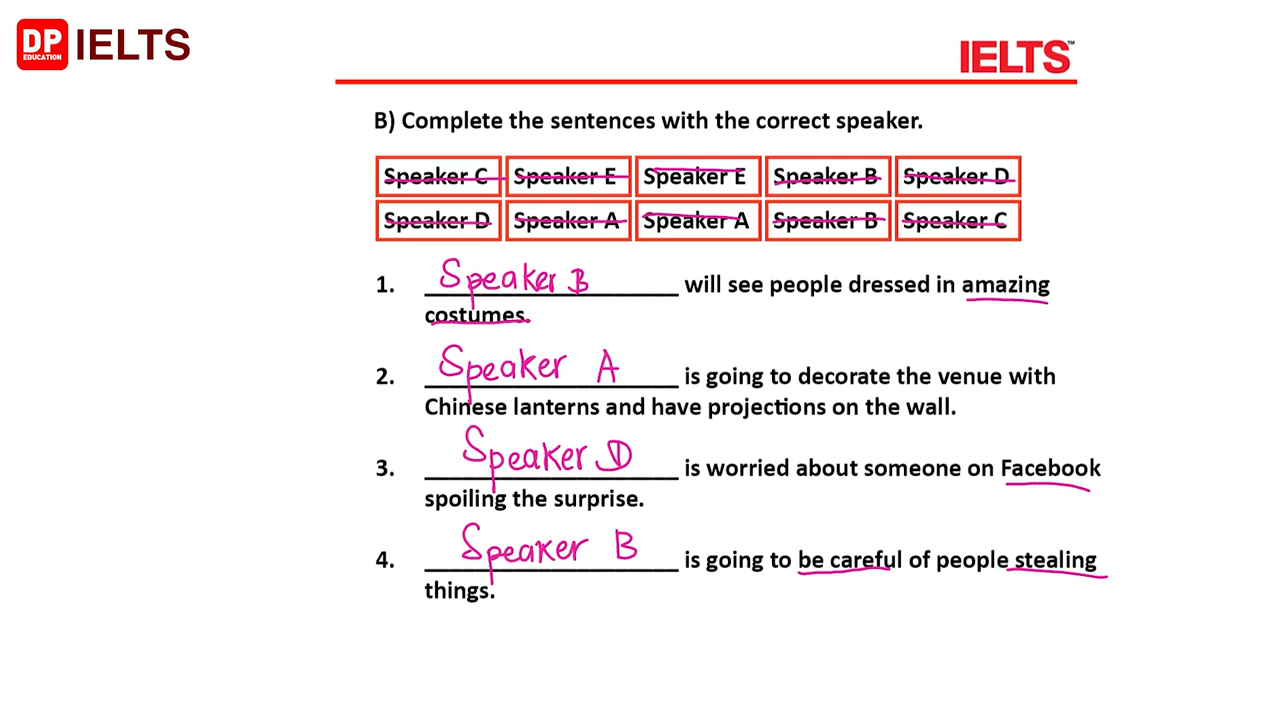 DP EDUCATION IELTS
IELTS™
B) Complete the sentences with the correct speaker.
Speaker C Speaker E Speaker E Speaker B Speaker D
Speaker D Speaker A Speaker A Speaker B Speaker C
1. Speaker B will see people dressed in amazing
costumes.
2. Speaker A is going to decorate the venue with
Chinese lanterns and have projections on the wall.
3. Speaker D is worried about someone on Facebook
spoiling the surprise.
4. Speaker B is going to be careful of people stealing
things.